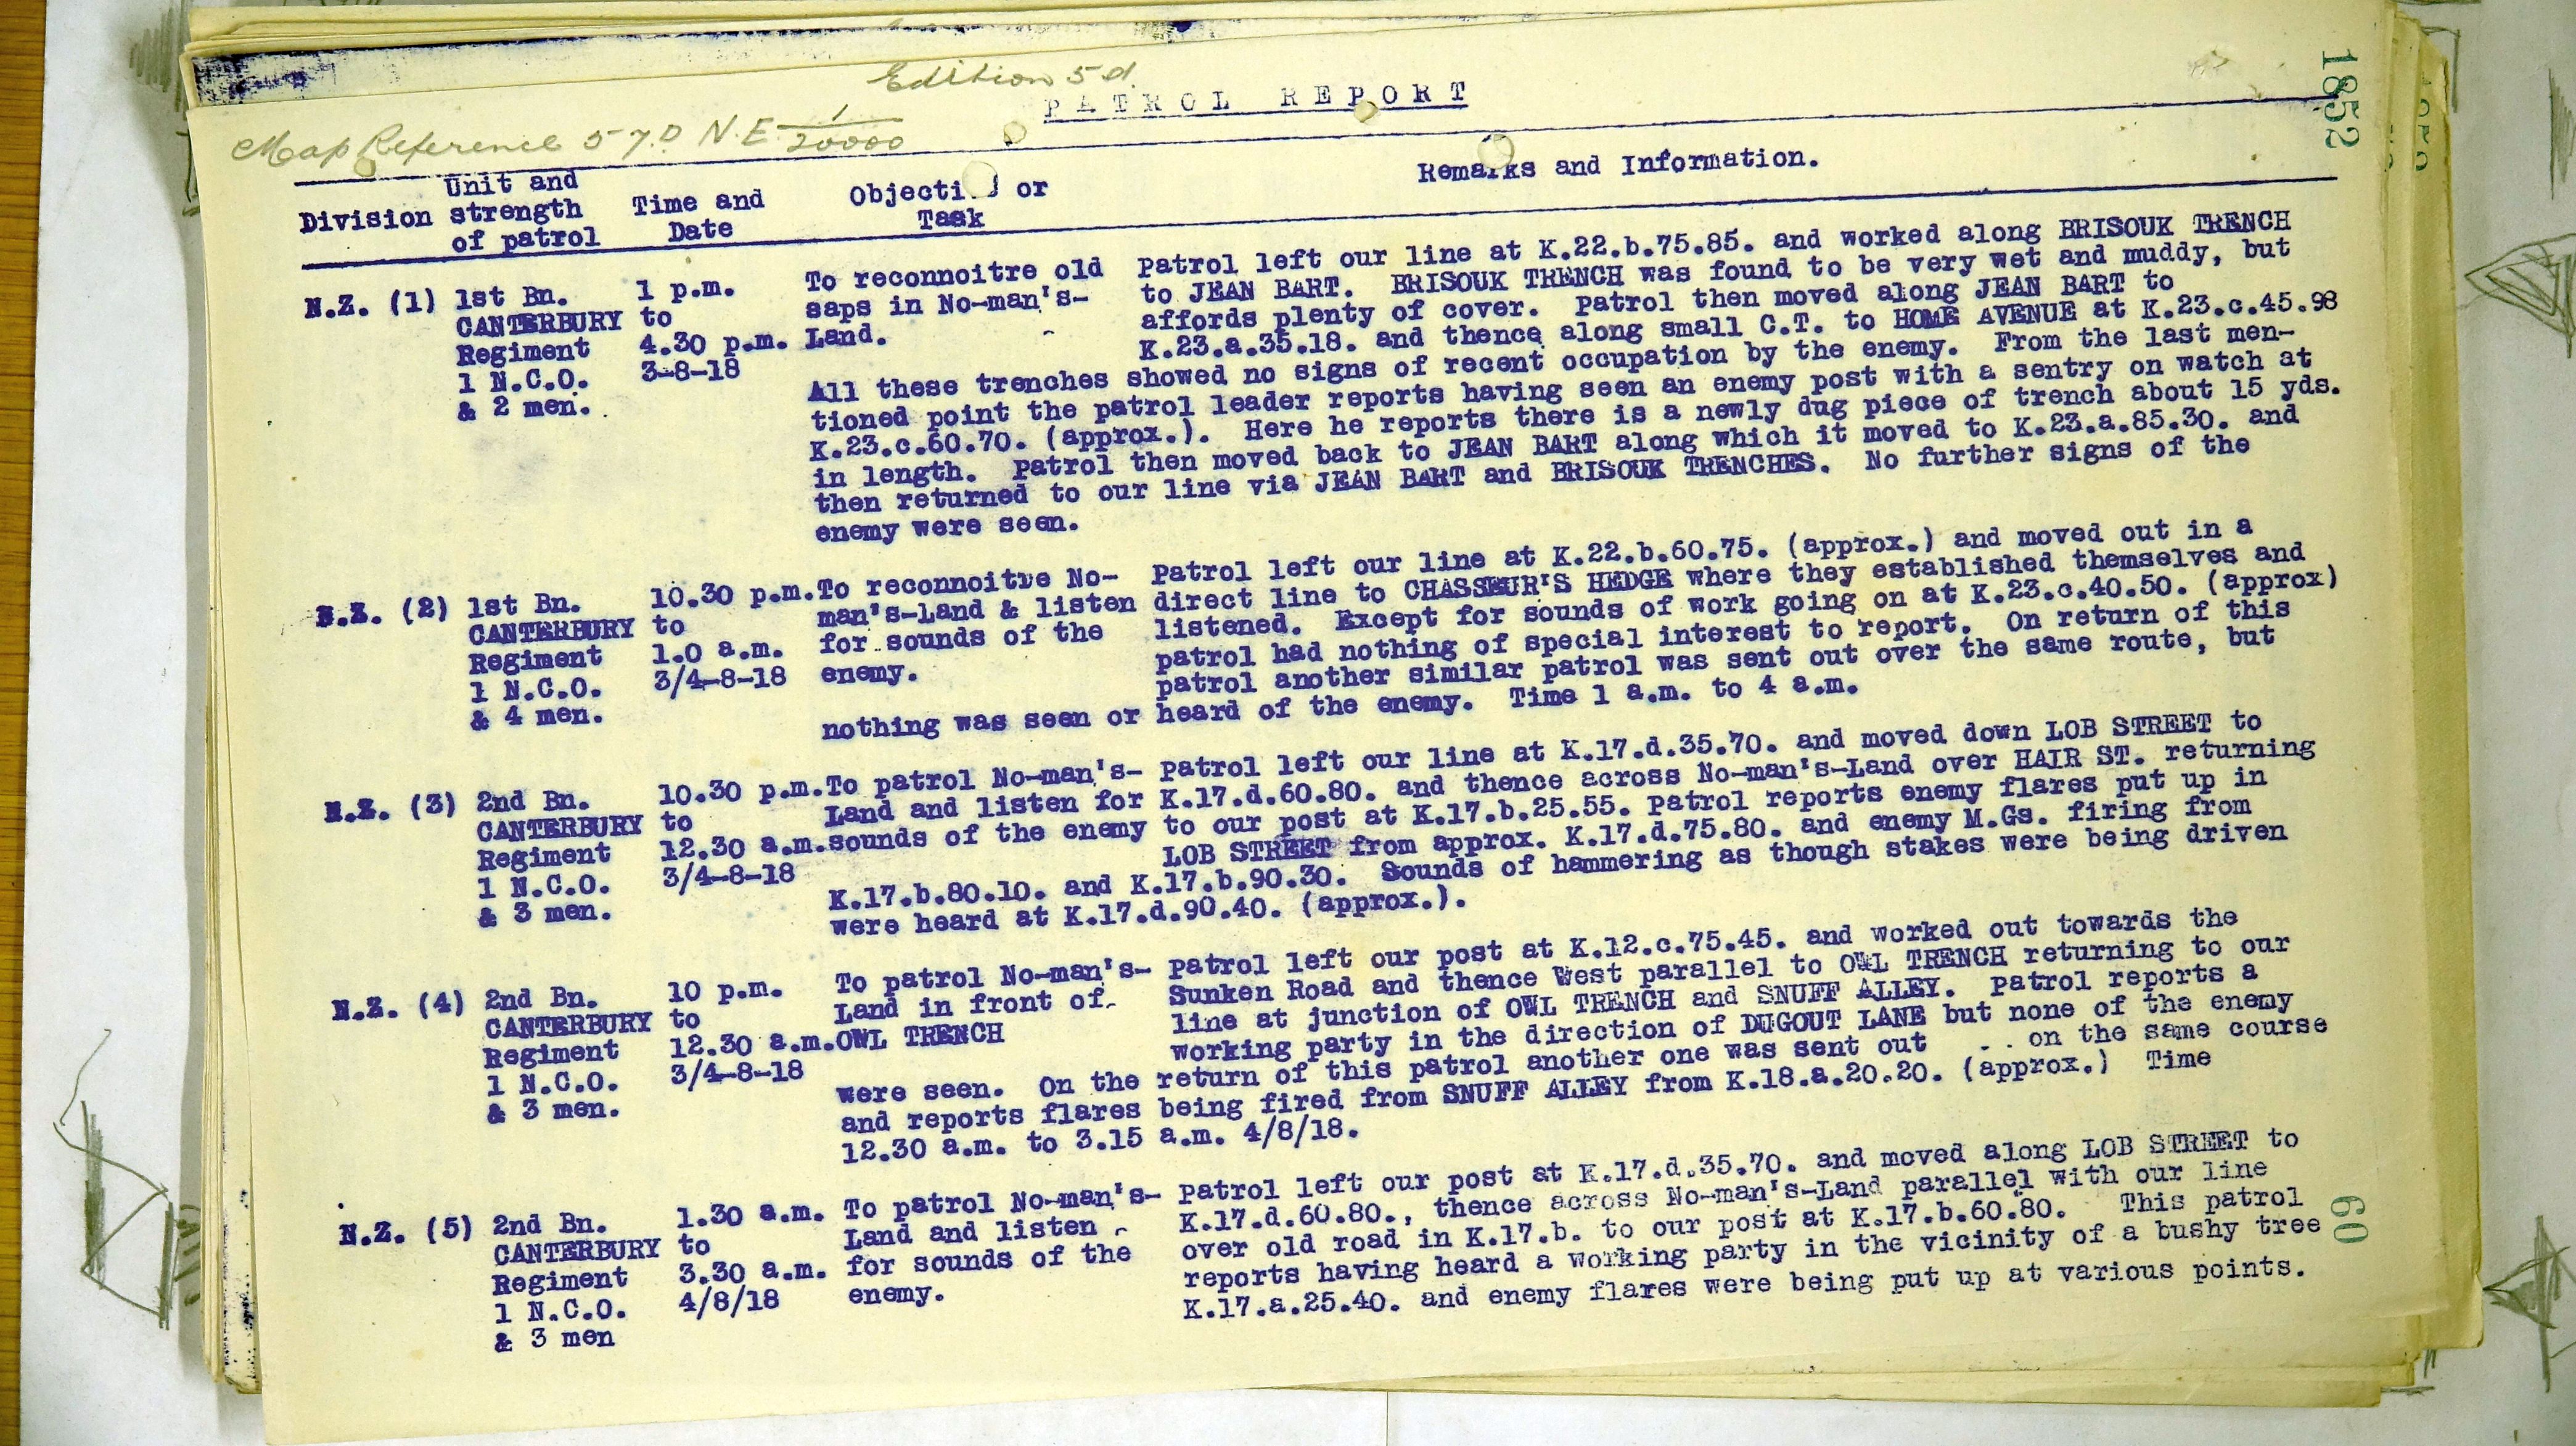 Edition 5 d.
PATROL REPORT
Map Reference 57D N.E 1/20000
1852
Division
Unit and
strength
of patrol
Time and
Date
Objecti or
Task
Remarks and Information.
N.Z. (1)
1st Bn.
CANTERBURY
Regiment
1 N.C.O.
& 2 men.
1 p.m.
to
4.30 p.m.
3-8-18
To reconnoitre old
saps in No-man's-
Land.
Patrol left our line at K.22.b.75.85. and worked along BRISOUK TRENCH
to JEAN BART. BRISOUK TRENCH was found to be very wet and muddy, but
affords plenty of cover. Patrol then moved along JEAN BART to
K.23.a.35.18. and thence along small C.T. to HOME AVENUE at K.23.c.45.98
All these trenches showed no signs of recent occupation by the enemy. From the last men-
tioned point the patrol leader reports having seen an enemy post with a sentry on watch at
K.23.c.60.70. (approx.). Here he reports there is a newly dug piece of trench about 15 yds.
in length. Patrol then moved back to JEAN BART along which it moved to K.23.a.85.30. and
then returned to our line via JEAN BART and BRISOUK TRENCHES. No further signs of the
enemy were seen.
N.Z. (2)
1st Bn.
CANTERBURY
Regiment
1 N.C.O.
& 4 men.
10.30 p.m.
to
1.0 a.m.
3/4-8-18
To reconnoitre No-
man's-Land & listen
for sounds of the
enemy.
Patrol left our line at K.22.b.60.75. (approx.) and moved out in a
direct line to CHASSEUR'S HEDGE where they established themselves and
listened. Except for sounds of work going on at K.23.c.40.50. (approx)
patrol had nothing of special interest to report. On return of this
patrol another similar patrol was sent out over the same route, but
nothing was seen or heard of the enemy. Time 1 a.m. to 4 a.m.
N.Z. (3)
2nd Bn.
CANTERBURY
Regiment
1 N.C.O.
& 3 men.
10.30 p.m.
to
12.30 a.m.
3/4-8-18
To patrol No-man's-
Land and listen for
sounds of the enemy
Patrol left our line at K.17.d.35.70. and moved down LOB STREET to
K.17.d.60.80. and thence across No-man's-Land over HAIR ST. returning
to our post at K.17.b.25.55. Patrol reports enemy flares put up in
LOB STREET from approx. K.17.d.75.80. and enemy M.Gs. firing from
K.17.b.80.10. and K.17.b.90.30. Sounds of hammering as though stakes were being driven
were heard at K.17.d.90.40. (approx.).
N.Z. (4)
2nd Bn.
CANTERBURY
Regiment
1 N.C.O.
& 3 men.
10 p.m.
to
12.30 a.m.
3/4-8-18
To patrol No-man's-
Land in front of
OWL TRENCH
Patrol left our post at K.12.c.75.45. and worked out towards the
Sunken Road and thence West parallel to OWL TRENCH returning to our
line at junction of OWL TRENCH and SNUFF ALLEY. Patrol reports a
working party in the direction of DUGOUT LANE but none of the enemy
were seen. On the return of this patrol another one was sent out on the same course
and reports flares being fired from SNUFF ALLEY from K.18.a.20.20. (approx.) Time
12.30 a.m. to 3.15 a.m. 4/8/18.
N.Z. (5)
2nd Bn.
CANTERBURY
Regiment
1 N.C.O.
& 3 men
1.30 a.m.
to
3.30 a.m.
4/8/18
To patrol No-man's-
Land and listen
for sounds of the
enemy.
Patrol left our post at K.17.d.35.70. and moved along LOB STREET to
K.17.d.60.80., thence across No-man's-Land parallel with our line
over old road in K.17.b. to our post at K.17.b.60.80. This patrol
reports having heard a working party in the vicinity of a bushy tree
K.17.a.25.40. and enemy flares were being put up at various points.
60